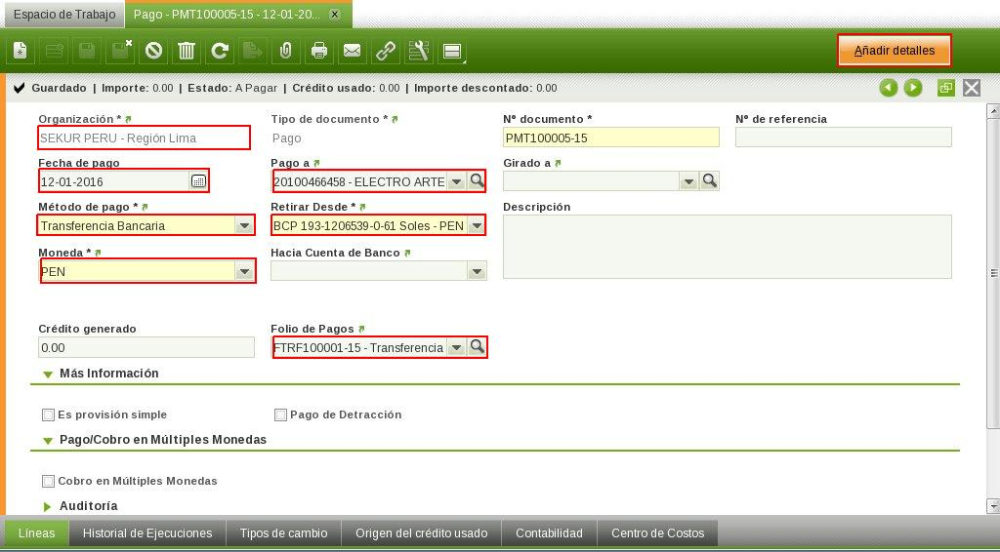 Espacio de Trabajo Pago - PMT100005-15 - 12-01-20...
Añadir detalles
Guardado | Importe: 0.00 | Estado: A Pagar | Crédito usado: 0.00 | Importe descontado: 0.00
Organización * Tipo de documento * Nº documento * Nº de referencia
SEKUR PERU - Región Lima Pago PMT100005-15
Fecha de pago Pago a Girado a
12-01-2016 20100466458 - ELECTRO ARTE
Método de pago * Retirar Desde * Descripción
Transferencia Bancaria BCP 193-1206539-0-61 Soles - PEN
Moneda * Hacia Cuenta de Banco
PEN
Crédito generado Folio de Pagos
0.00 FTRF100001-15 - Transferencia
Más Información
Es provisión simple Pago de Detracción
Pago/Cobro en Múltiples Monedas
Cobro en Múltiples Monedas
Auditoría
Líneas Historial de Ejecuciones Tipos de cambio Origen del crédito usado Contabilidad Centro de Costos